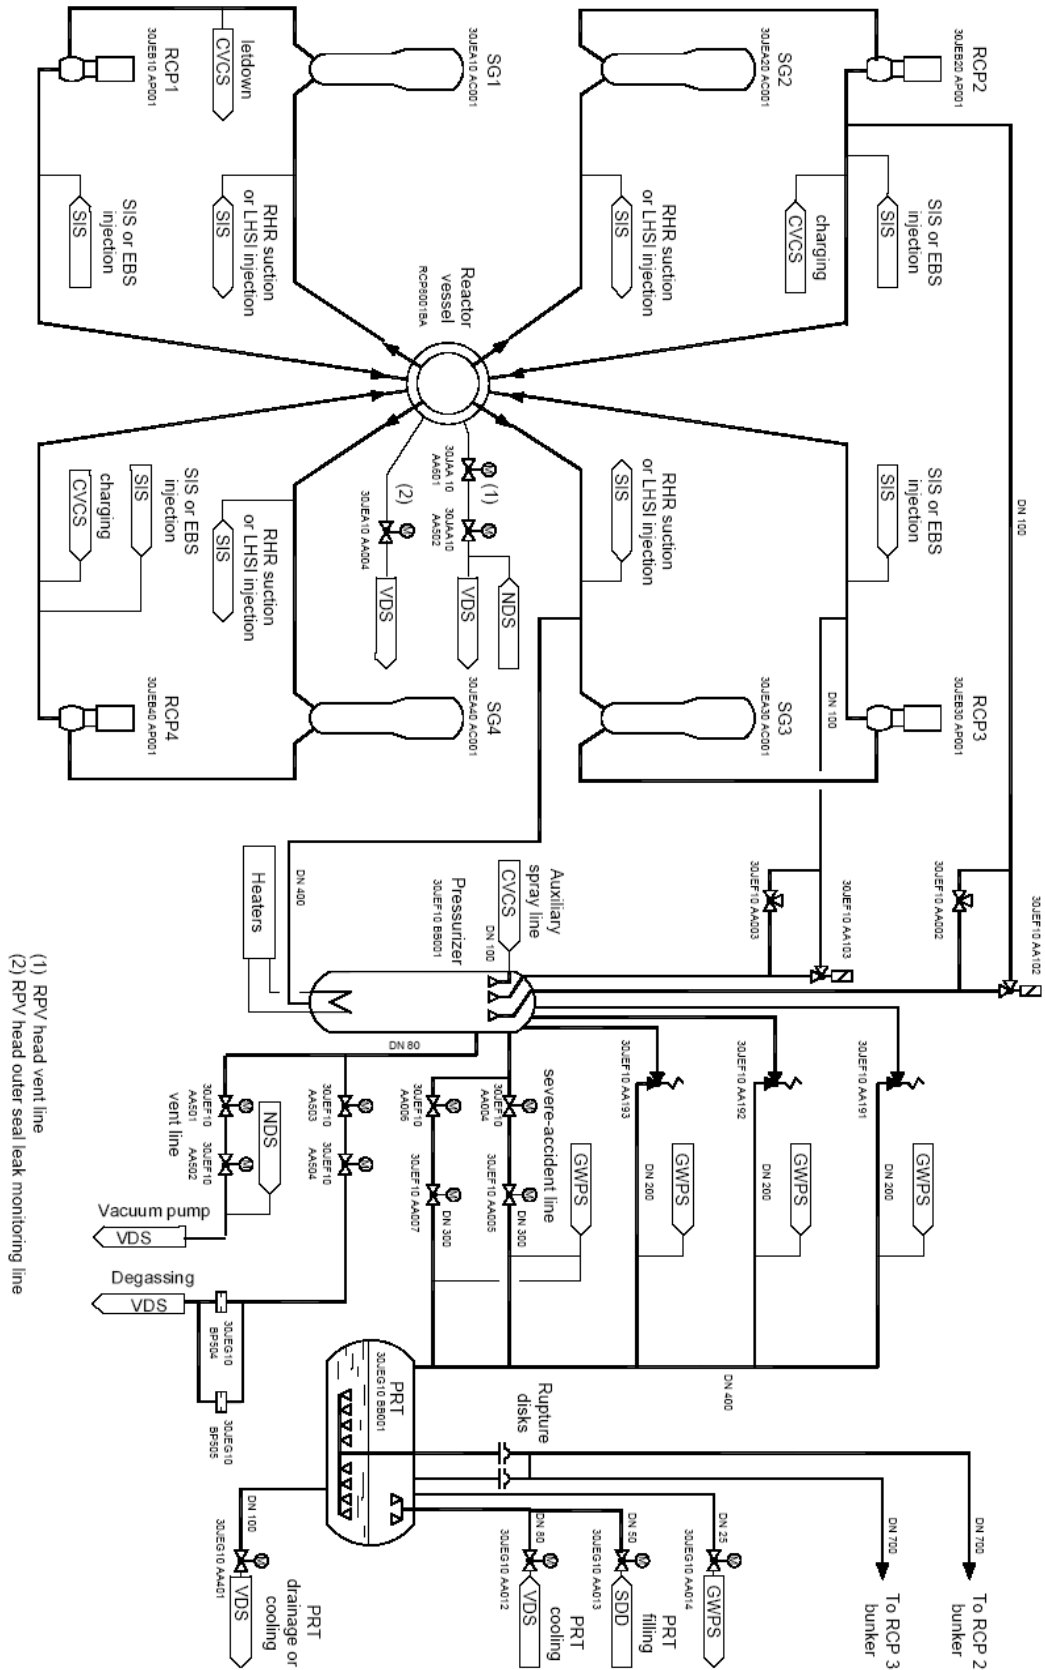 RCP2
30JEB20 AP001
SG2
30JEA20 AC001
SG1
30JEA10 AC001
letdown
CVCS
RCP1
30JEB10 AP001
SIS or EBS
injection
SIS
charging
CVCS
RHR suction
or LHSI injection
SIS
RHR suction
or LHSI injection
SIS
SIS or EBS
injection
SIS
Reactor
vessel
RCP8001BA
DN 100
SIS or EBS
injection
SIS
RHR suction
or LHSI injection
SIS
(1)
M
30JAA 10
AA601
M
30JAA10
AA502
NDS
VDS
(2)
M
30JEA10 AA004
VDS
RHR suction
or LHSI injection
SIS
SIS or EBS
injection
SIS
charging
CVCS
RCP3
30JEB30 AP001
DN 100
SG3
30JEA30 AC001
SG4
30JEA40 AC001
RCP4
30JEB40 AP001
30JEF10 AA102
30JEF10 AA002
30JEF10 AA103
30JEF10 AA003
Auxiliary
spray line
CVCS
DN 100
Pressurizer
30JEF10 BB001
DN 400
Heaters
DN 80
30JEF10 AA191
30JEF10 AA192
30JEF10 AA193
severe-accident line
M
30JEF10
AA004
M
30JEF10 AA005
DN 300
M
30JEF10
AA006
M
30JEF10 AA007
DN 300
M
30JEF10
AA503
M
30JEF10
AA504
M
30JEF10
AA501
M
30JEF10
AA502
vent line
NDS
GWPS
DN 200
GWPS
DN 200
GWPS
DN 200
GWPS
Vacuum pump
VDS
Degassing
VDS
30JEG10
BP504
30JEG10
BP505
DN 400
PRT
30JEG10 BB001
Rupture
disks
DN 700
To RCP 2
bunker
DN 700
To RCP 3
bunker
DN 25
M
30JEG10 AA014
GWPS
DN 50
M
30JEG10 AA013
SDD
PRT
filling
DN 80
M
30JEG10 AA012
VDS
PRT
cooling
DN 100
M
30JEG10 AA401
VDS
PRT
drainage or
cooling
(1) RPV head vent line
(2) RPV head outer seal leak monitoring line